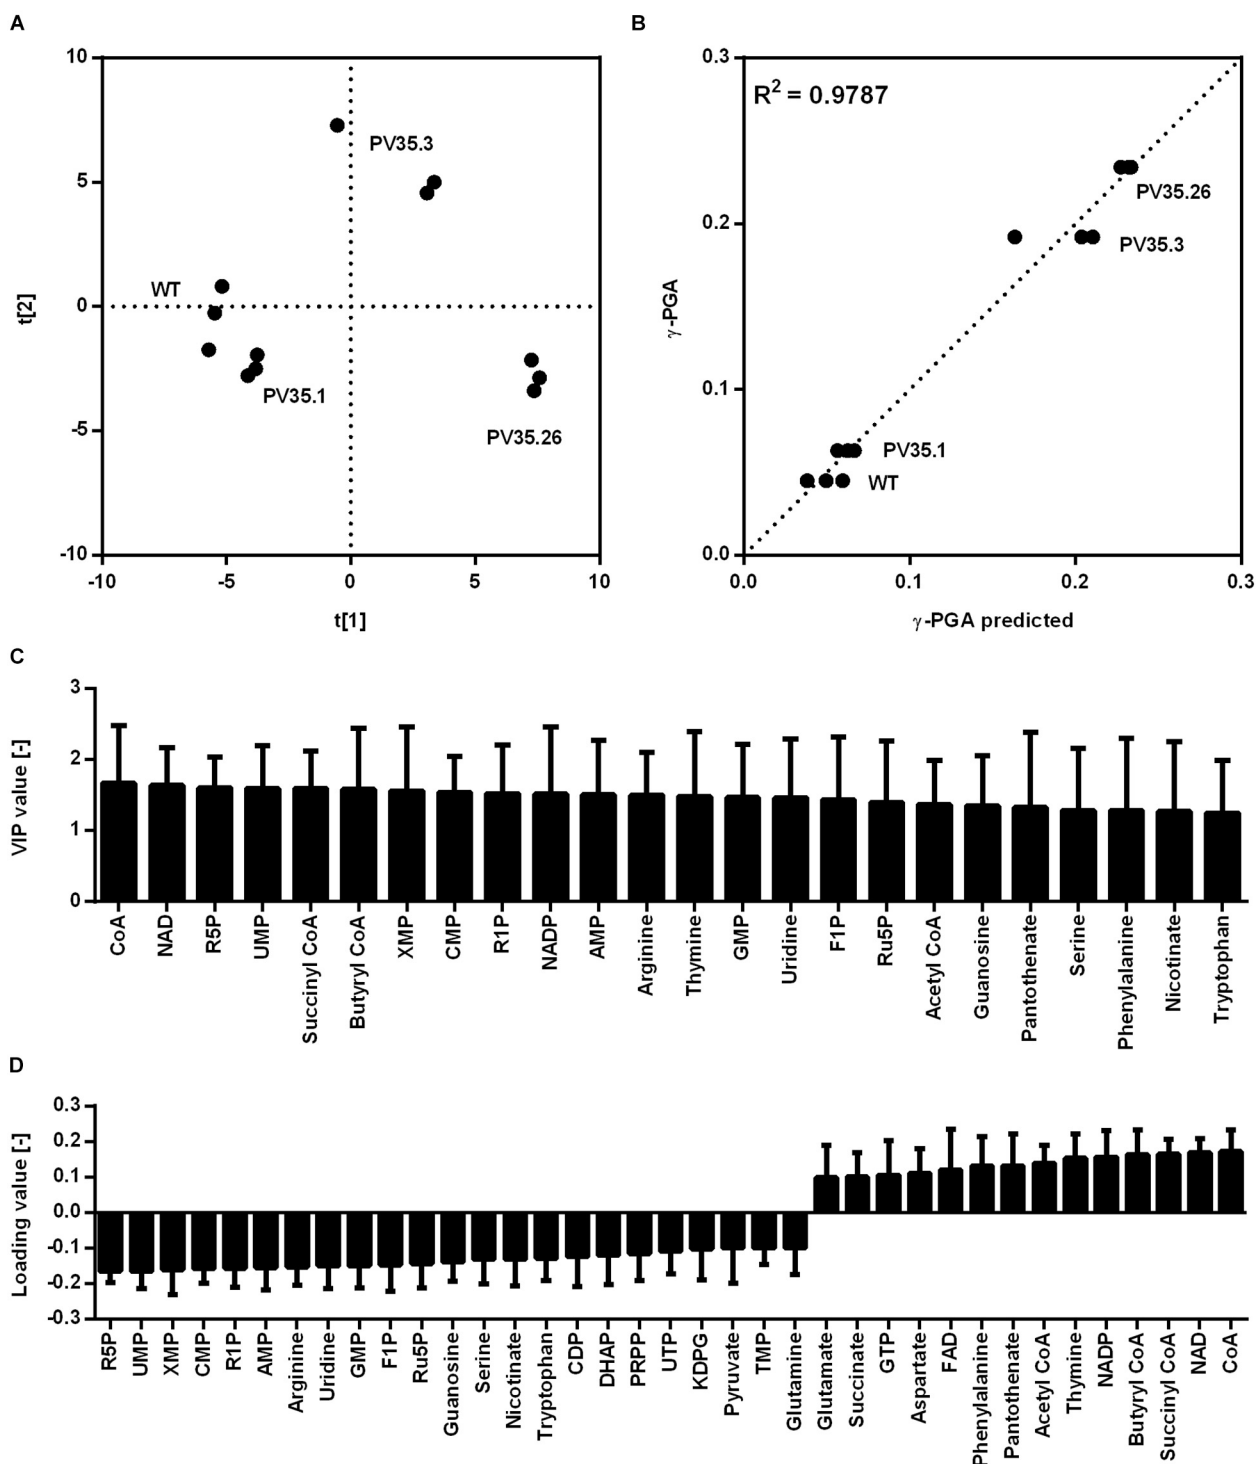 A
10
5
0
-5
-10
t[2]
-10
-5
0
5
10
t[1]
PV35.3
WT
PV35.1
PV35.26
B
0.3
0.2
0.1
0.0
γ-PGA
0.0
0.1
0.2
0.3
γ-PGA predicted
R² = 0.9787
PV35.26
PV35.3
PV35.1
WT
C
3
2
1
0
VIP value [-]
CoA
NAD
R5P
UMP
Succinyl CoA
Butyryl CoA
XMP
CMP
R1P
NADP
AMP
Arginine
Thymine
GMP
Uridine
F1P
Ru5P
Acetyl CoA
Guanosine
Pantothenate
Serine
Phenylalanine
Nicotinate
Tryptophan
D
0.3
0.2
0.1
0.0
-0.1
-0.2
-0.3
Loading value [-]
R5P
UMP
XMP
CMP
R1P
AMP
Arginine
Uridine
GMP
F1P
Ru5P
Guanosine
Serine
Nicotinate
Tryptophan
CDP
DHAP
PRPP
UTP
KDPG
Pyruvate
TMP
Glutamine
Glutamate
Succinate
GTP
Aspartate
FAD
Phenylalanine
Pantothenate
Acetyl CoA
Thymine
NADP
Butyryl CoA
Succinyl CoA
NAD
CoA